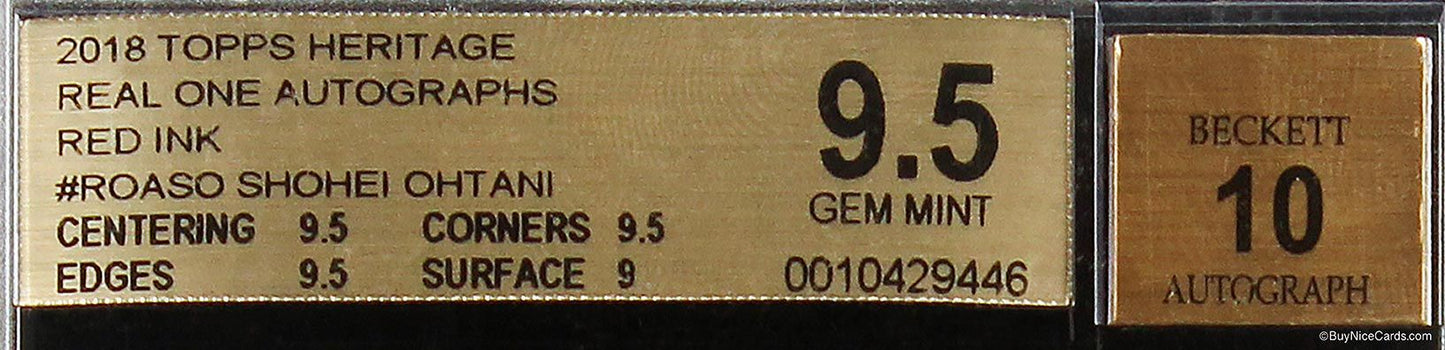 2018 TOPPS HERITAGE
REAL ONE AUTOGRAPHS
RED INK
#ROASO SHOHEI OHTANI
CENTERING 9.5 CORNERS 9.5
EDGES 9.5 SURFACE 9
9.5
GEM MINT
0010429446
BECKETT
10
AUTOGRAPH
©BuyNiceCards.com